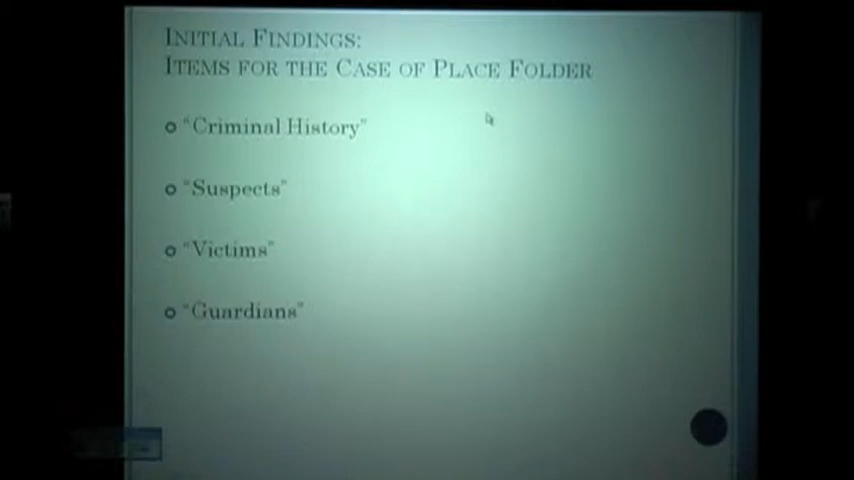 INITIAL FINDINGS:
ITEMS FOR THE CASE OF PLACE FOLDER
"Criminal History"
"Suspects"
"Victims"
"Guardians"